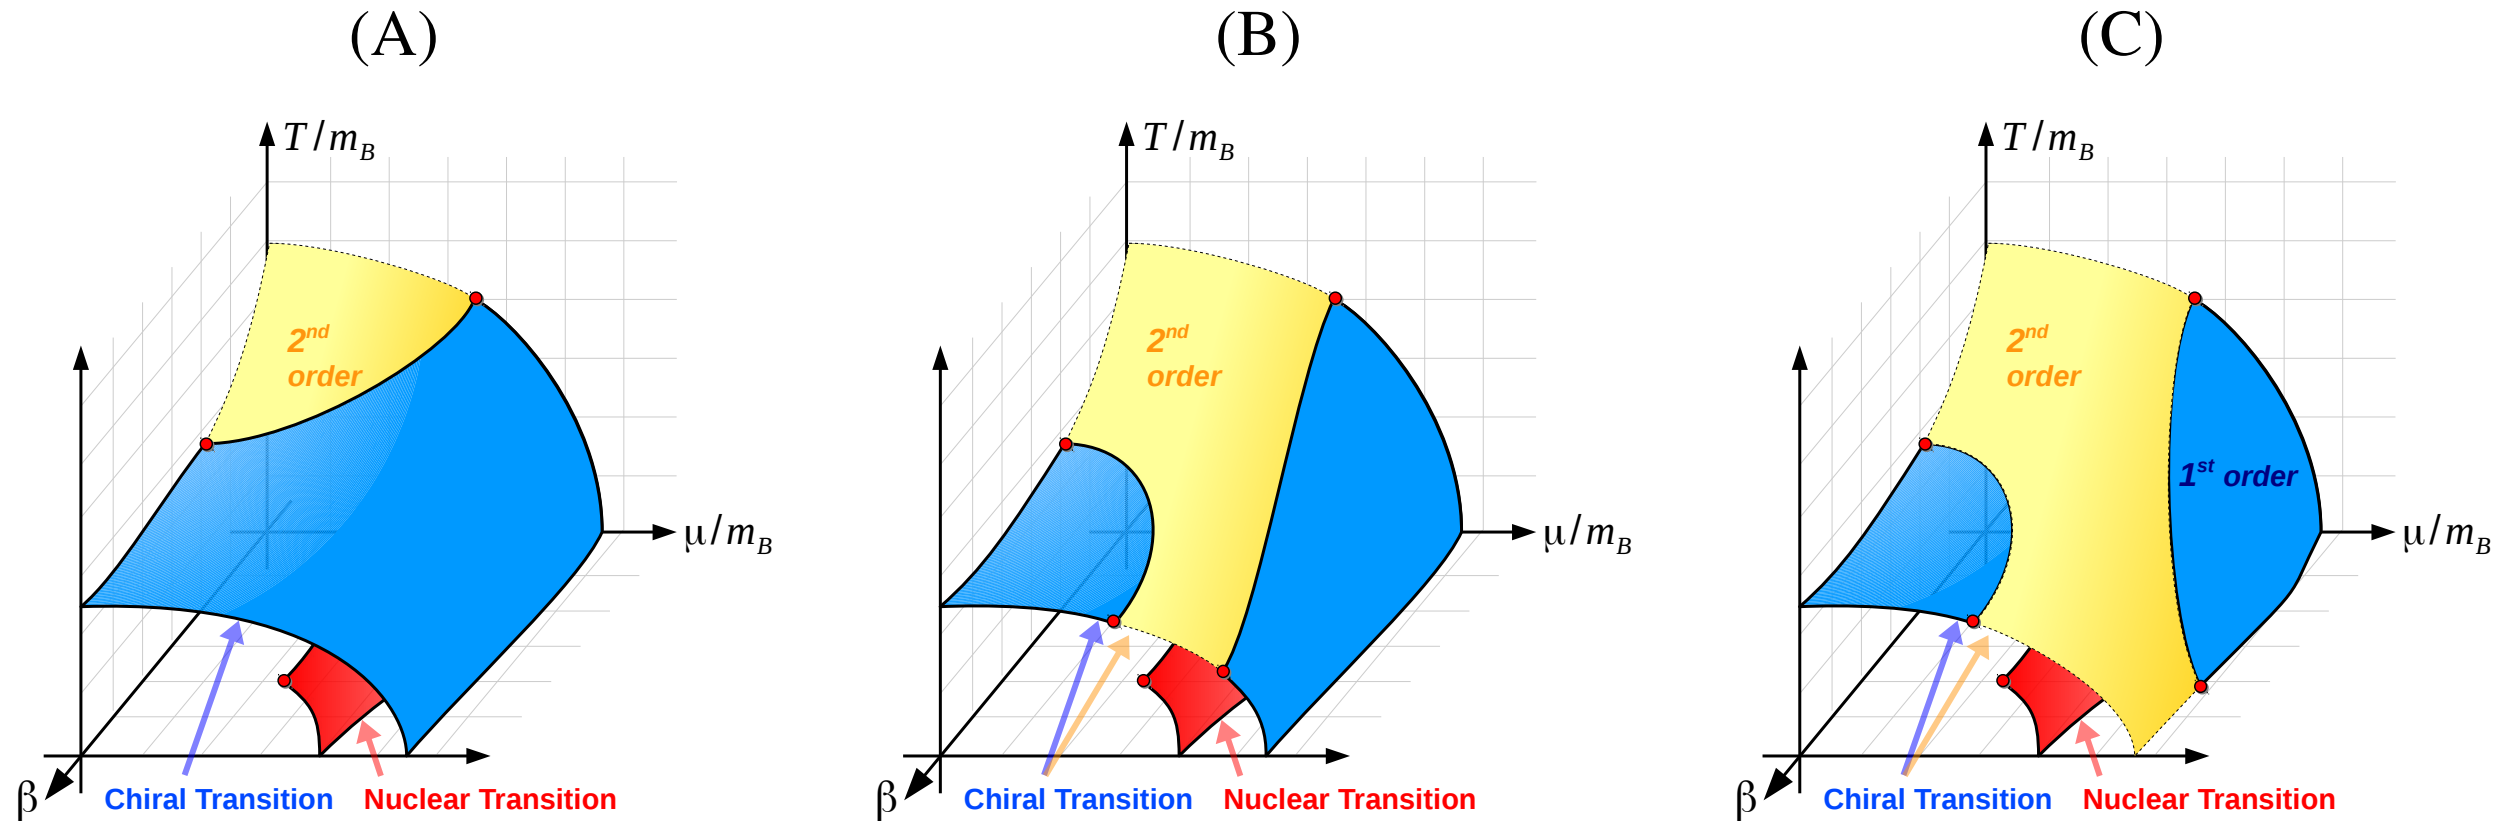 (A)
(B)
(C)
T/m_B
T/m_B
T/m_B
2nd
order
2nd
order
2nd
order
1st order
μ/m_B
μ/m_B
μ/m_B
β
Chiral Transition
Nuclear Transition
β
Chiral Transition
Nuclear Transition
β
Chiral Transition
Nuclear Transition